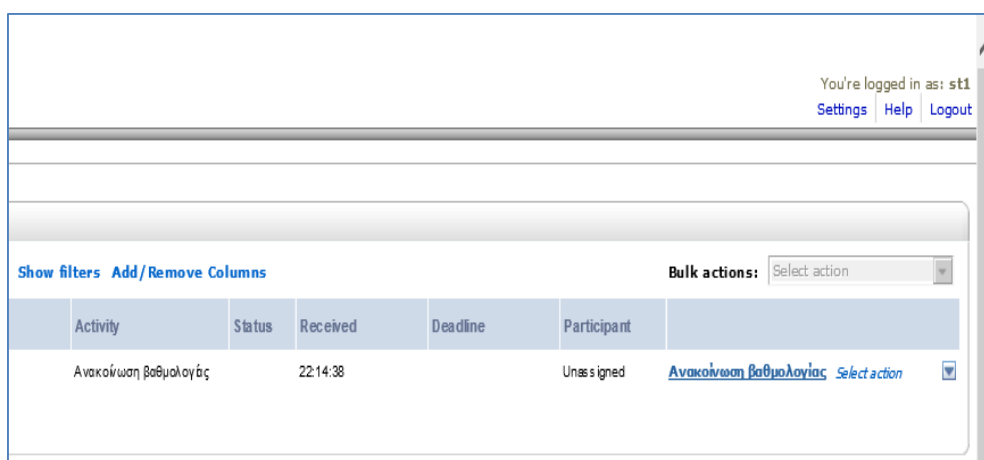 You're logged in as: st1
Settings Help Logout
Show filters Add/Remove Columns Bulk actions: Select action
Activity Status Received Deadline Participant
Ανακοίνωση βαθμολογίας 22:14:38 Unassigned Ανακοίνωση βαθμολογίας Select action